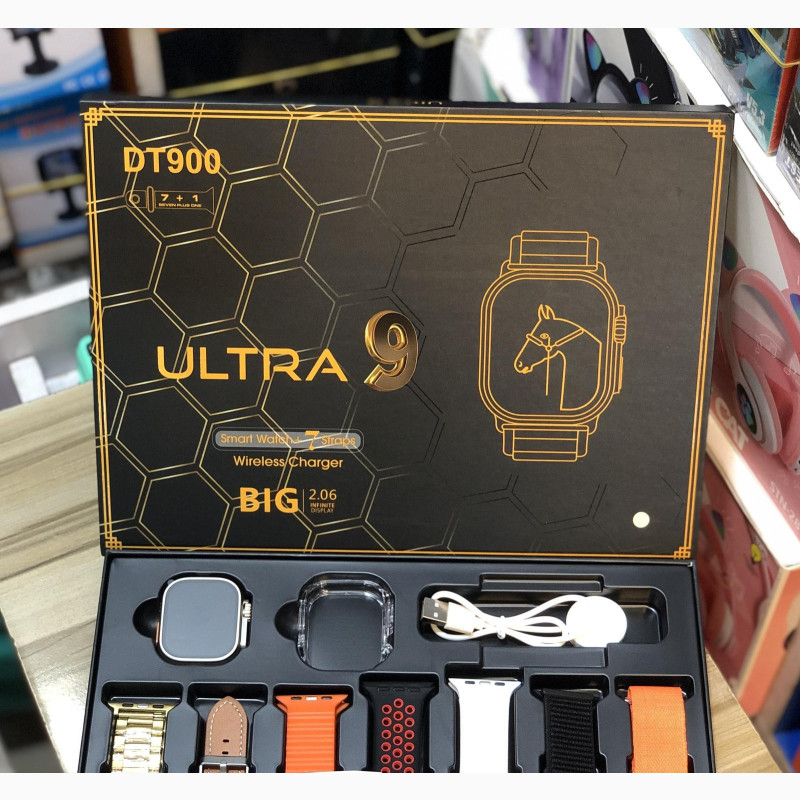 DT900
7 + 1
SEVEN PLUS ONE
ULTRA 9
Smart Watch + 7 Straps
Wireless Charger
BIG 2.06
INFINITE
DISPLAY
CAT